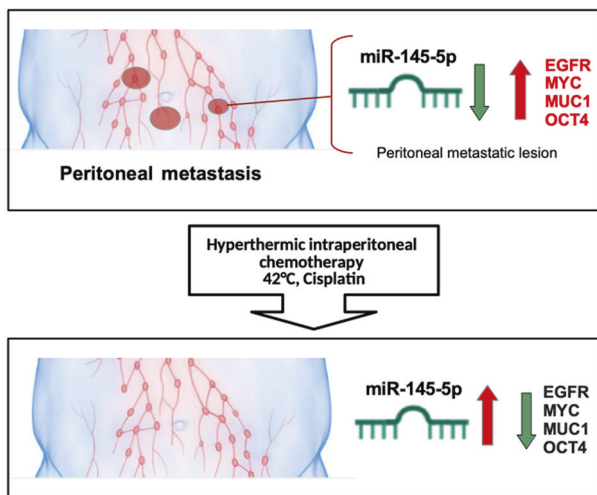 miR-145-5p
EGFR
MYC
MUC1
OCT4
Peritoneal metastatic lesion
Peritoneal metastasis
Hyperthermic intraperitoneal
chemotherapy
42°C, Cisplatin
miR-145-5p
EGFR
MYC
MUC1
OCT4